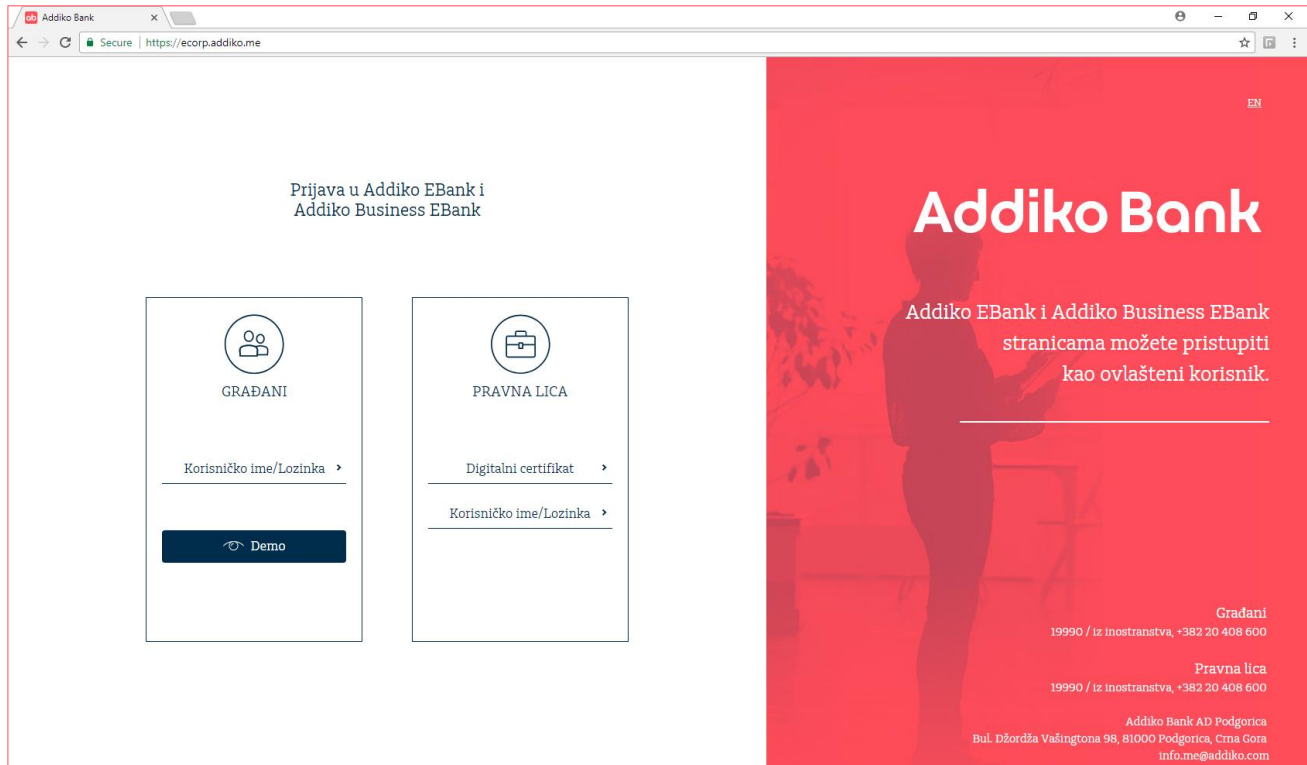 Addiko Bank
Secure | https://ecorp.addiko.me
EN
Prijava u Addiko EBank i
Addiko Business EBank
GRAĐANI
Korisničko ime/Lozinka
Demo
PRAVNA LICA
Digitalni certifikat
Korisničko ime/Lozinka
Addiko Bank
Addiko EBank i Addiko Business EBank
stranicama možete pristupiti
kao ovlašteni korisnik.
Građani
19990 / iz inostranstva, +382 20 408 600
Pravna lica
19990 / iz inostranstva, +382 20 408 600
Addiko Bank AD Podgorica
Bul. Džordža Vašingtona 98, 81000 Podgorica, Crna Gora
info.me@addiko.com